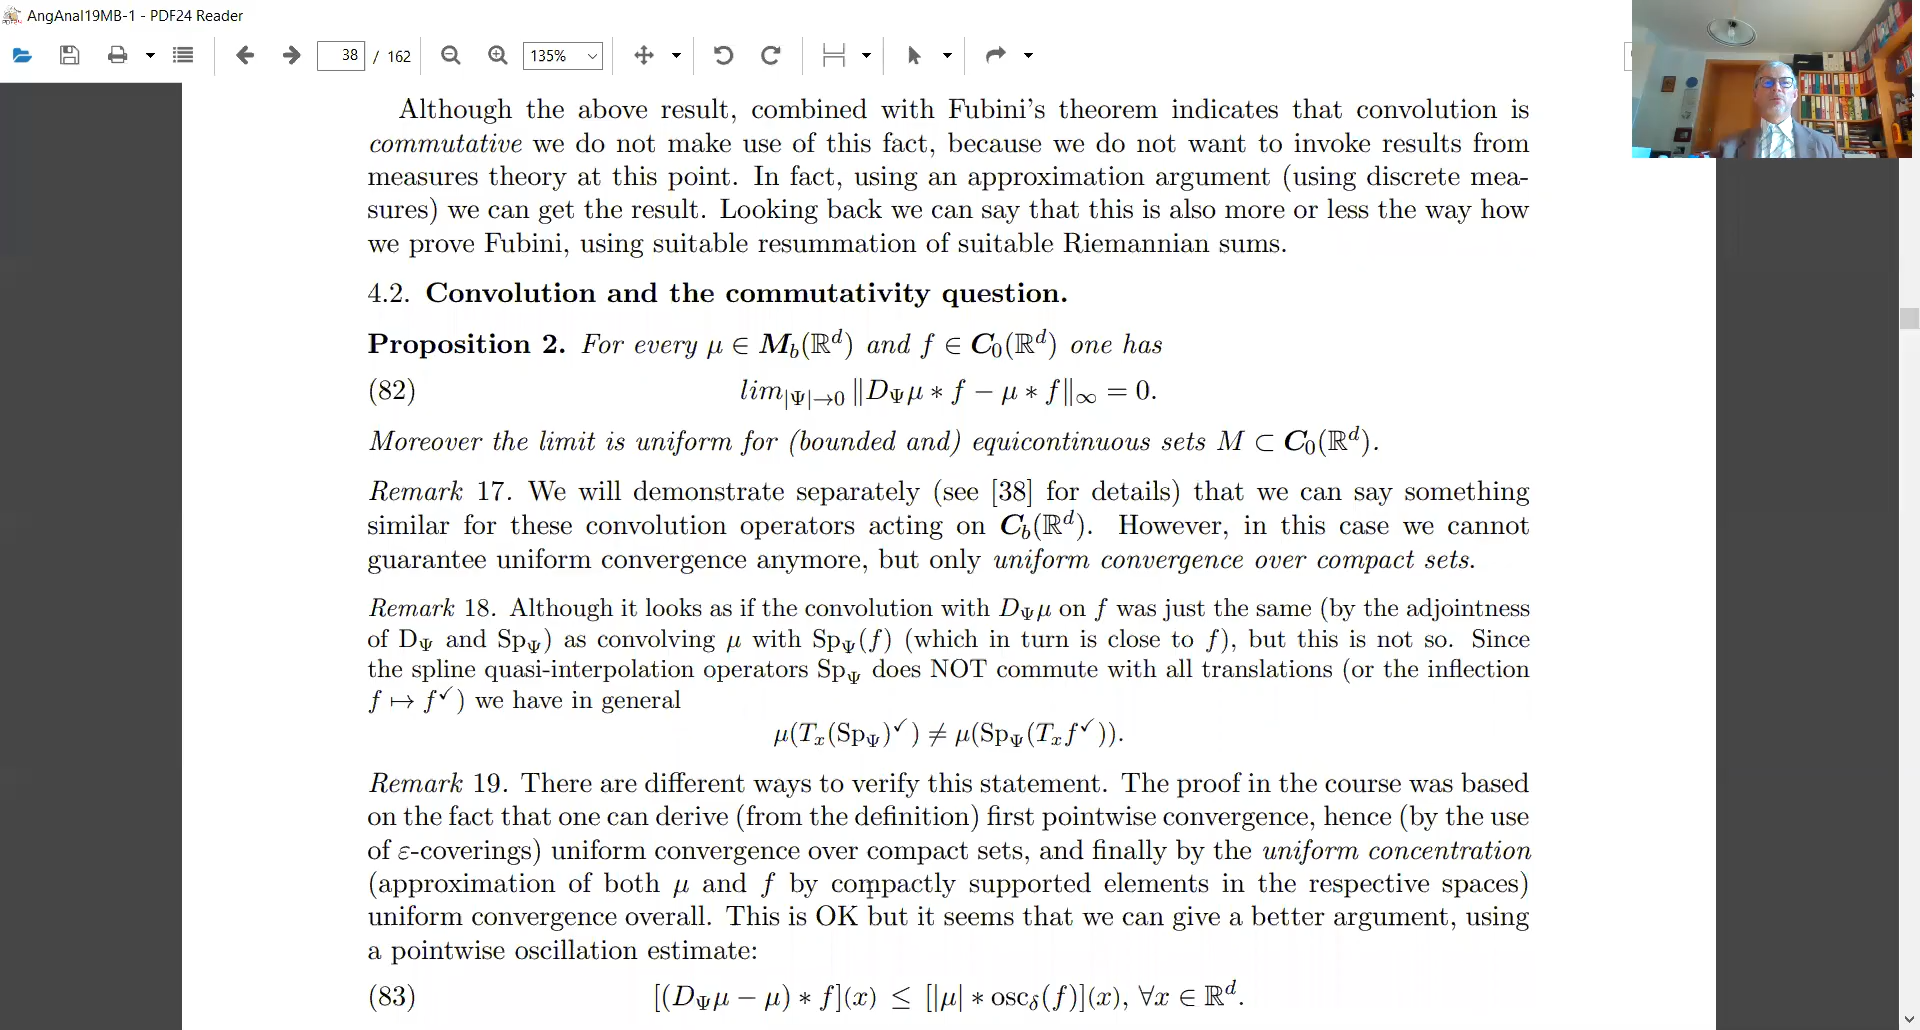 AngAnal19MB-1 - PDF24 Reader
38 / 162 135%
Although the above result, combined with Fubini's theorem indicates that convolution is
commutative we do not make use of this fact, because we do not want to invoke results from
measures theory at this point. In fact, using an approximation argument (using discrete mea-
sures) we can get the result. Looking back we can say that this is also more or less the way how
we prove Fubini, using suitable resummation of suitable Riemannian sums.
4.2. Convolution and the commutativity question.
Proposition 2. For every μ ∈ M_b(ℝ^d) and f ∈ C_0(ℝ^d) one has
(82) lim_{|Ψ|→0} ‖D_Ψμ ∗ f − μ ∗ f‖_∞ = 0.
Moreover the limit is uniform for (bounded and) equicontinuous sets M ⊂ C_0(ℝ^d).
Remark 17. We will demonstrate separately (see [38] for details) that we can say something
similar for these convolution operators acting on C_b(ℝ^d). However, in this case we cannot
guarantee uniform convergence anymore, but only uniform convergence over compact sets.
Remark 18. Although it looks as if the convolution with D_Ψμ on f was just the same (by the adjointness
of D_Ψ and Sp_Ψ) as convolving μ with Sp_Ψ(f) (which in turn is close to f), but this is not so. Since
the spline quasi-interpolation operators Sp_Ψ does NOT commute with all translations (or the inflection
f ↦ f^✓) we have in general
μ(T_x(Sp_Ψ)^✓) ≠ μ(Sp_Ψ(T_x f^✓)).
Remark 19. There are different ways to verify this statement. The proof in the course was based
on the fact that one can derive (from the definition) first pointwise convergence, hence (by the use
of ε-coverings) uniform convergence over compact sets, and finally by the uniform concentration
(approximation of both μ and f by compactly supported elements in the respective spaces)
uniform convergence overall. This is OK but it seems that we can give a better argument, using
a pointwise oscillation estimate:
(83) [(D_Ψμ − μ) ∗ f](x) ≤ [|μ| ∗ osc_δ(f)](x), ∀x ∈ ℝ^d.